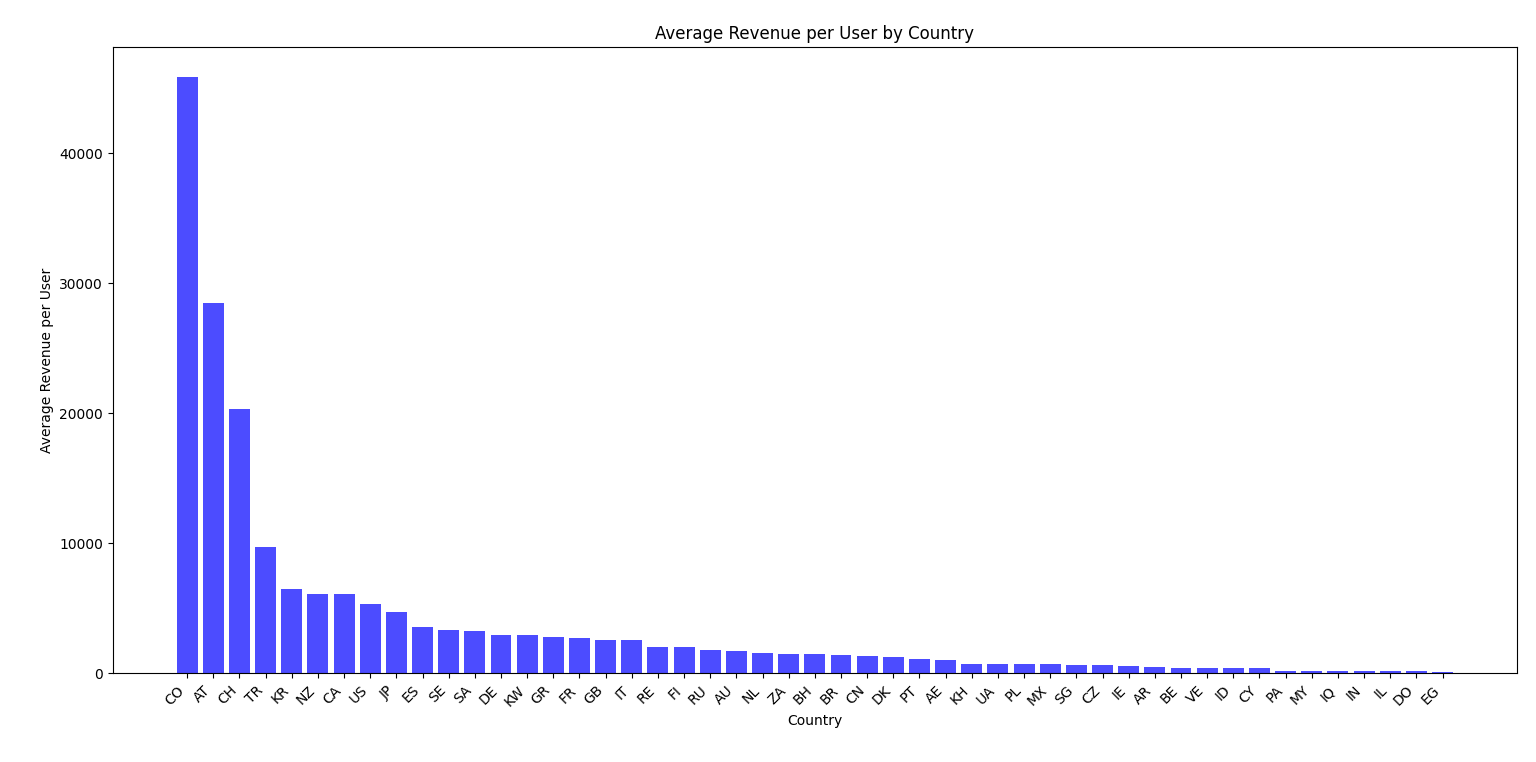 Average Revenue per User by Country
Average Revenue per User
40000
30000
20000
10000
0
CO AT CH TR KR NZ CA US JP ES SE SA DE KW GR FR GB IT RE FI RU AU NL ZA BH BR CN DK PT AE KH UA PL MX SG CZ IE AR BE VE ID CY PA MY IQ IN IL DO EG
Country